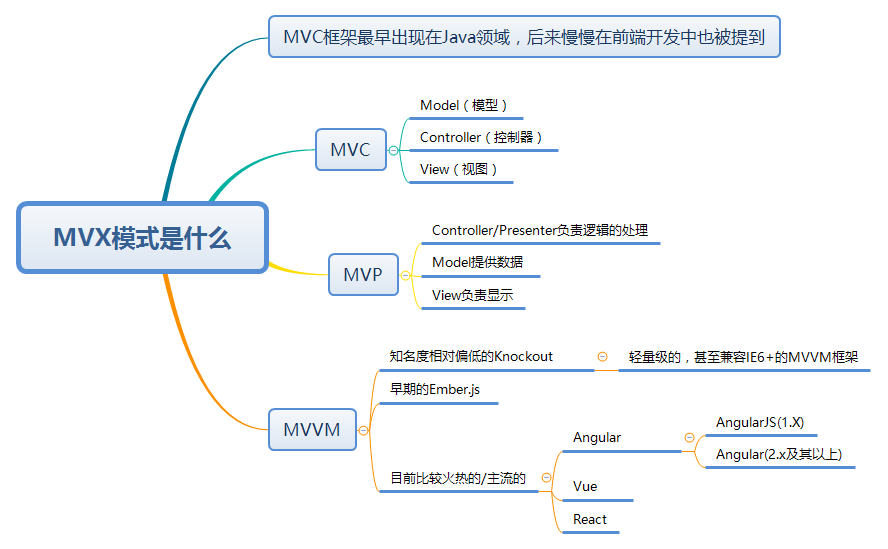 MVX模式是什么
MVC框架最早出现在Java领域，后来慢慢在前端开发中也被提到
MVC
Model（模型）
Controller（控制器）
View（视图）
MVP
Controller/Presenter负责逻辑的处理
Model提供数据
View负责显示
MVVM
知名度相对偏低的Knockout
轻量级的，甚至兼容IE6+的MVVM框架
早期的Ember.js
目前比较火热的/主流的
Angular
AngularJS(1.X)
Angular(2.x及其以上)
Vue
React